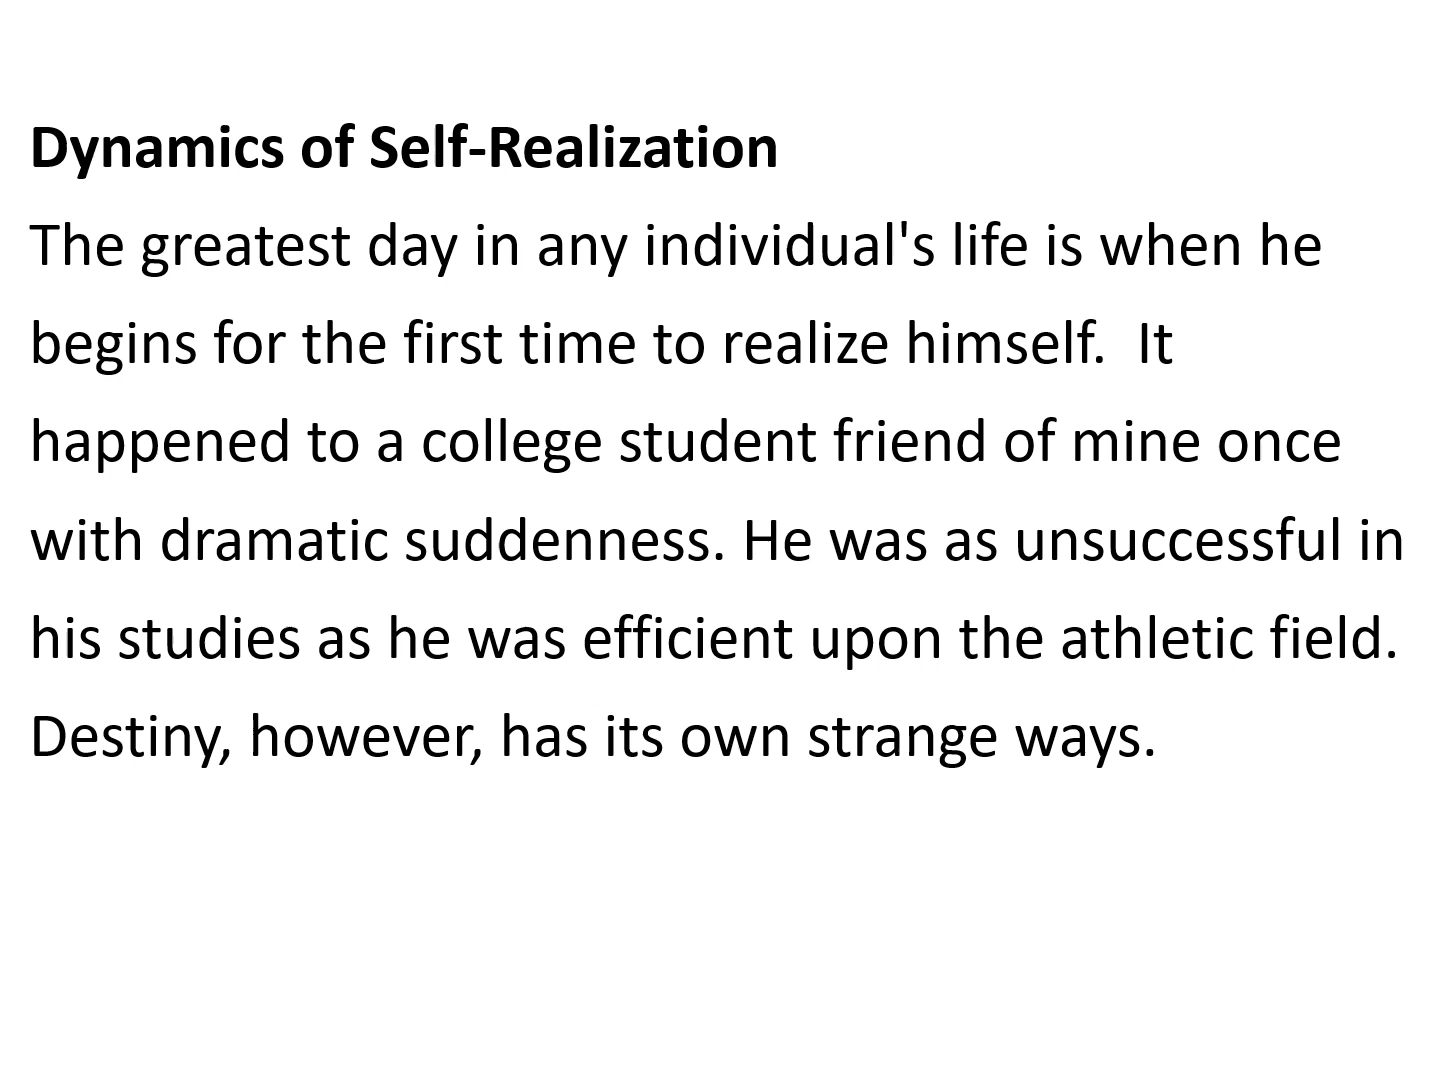 Dynamics of Self-Realization
The greatest day in any individual's life is when he
begins for the first time to realize himself.  It
happened to a college student friend of mine once
with dramatic suddenness. He was as unsuccessful in
his studies as he was efficient upon the athletic field.
Destiny, however, has its own strange ways.